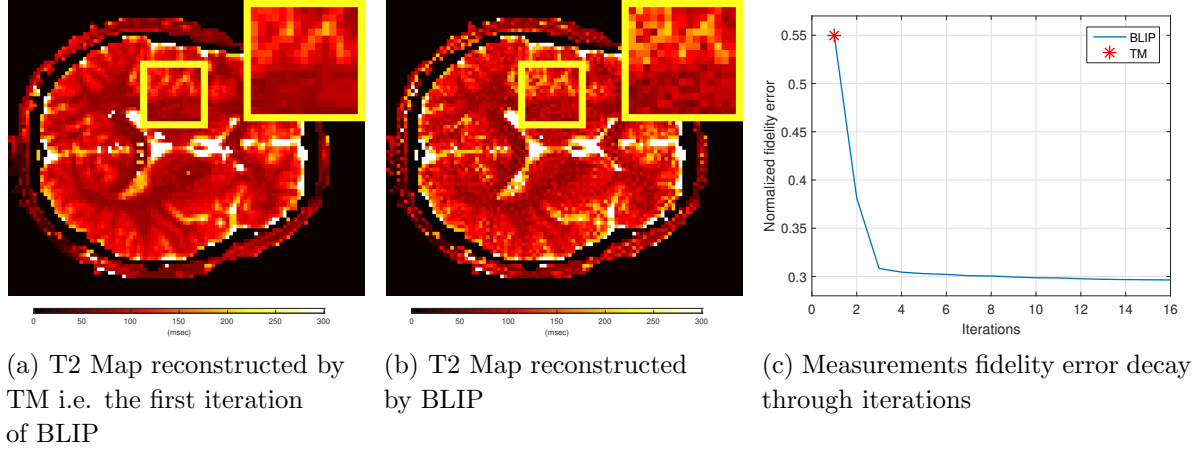 0 50 100 150 200 250 300
(msec)
(a) T2 Map reconstructed by
TM i.e. the first iteration
of BLIP
0 50 100 150 200 250 300
(msec)
(b) T2 Map reconstructed
by BLIP
BLIP
TM
Normalized fidelity error
0.55
0.5
0.45
0.4
0.35
0.3
0 2 4 6 8 10 12 14 16
Iterations
(c) Measurements fidelity error decay
through iterations